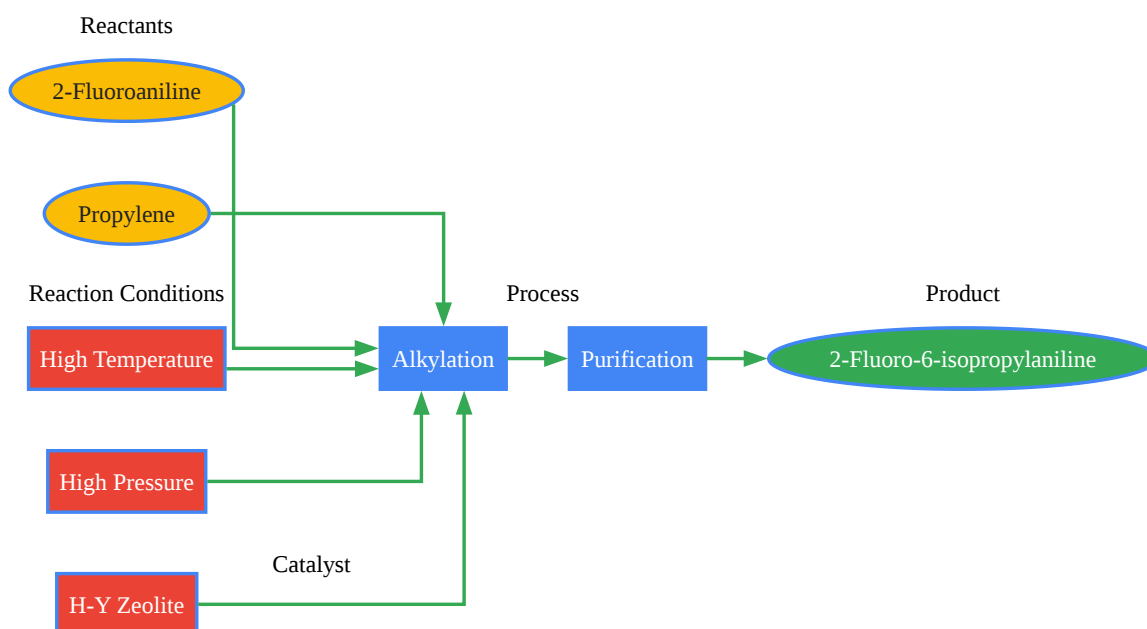 Reactants
2-Fluoroaniline
Propylene
Reaction Conditions
Process
Product
High Temperature
Alkylation
Purification
2-Fluoro-6-isopropylaniline
High Pressure
Catalyst
H-Y Zeolite